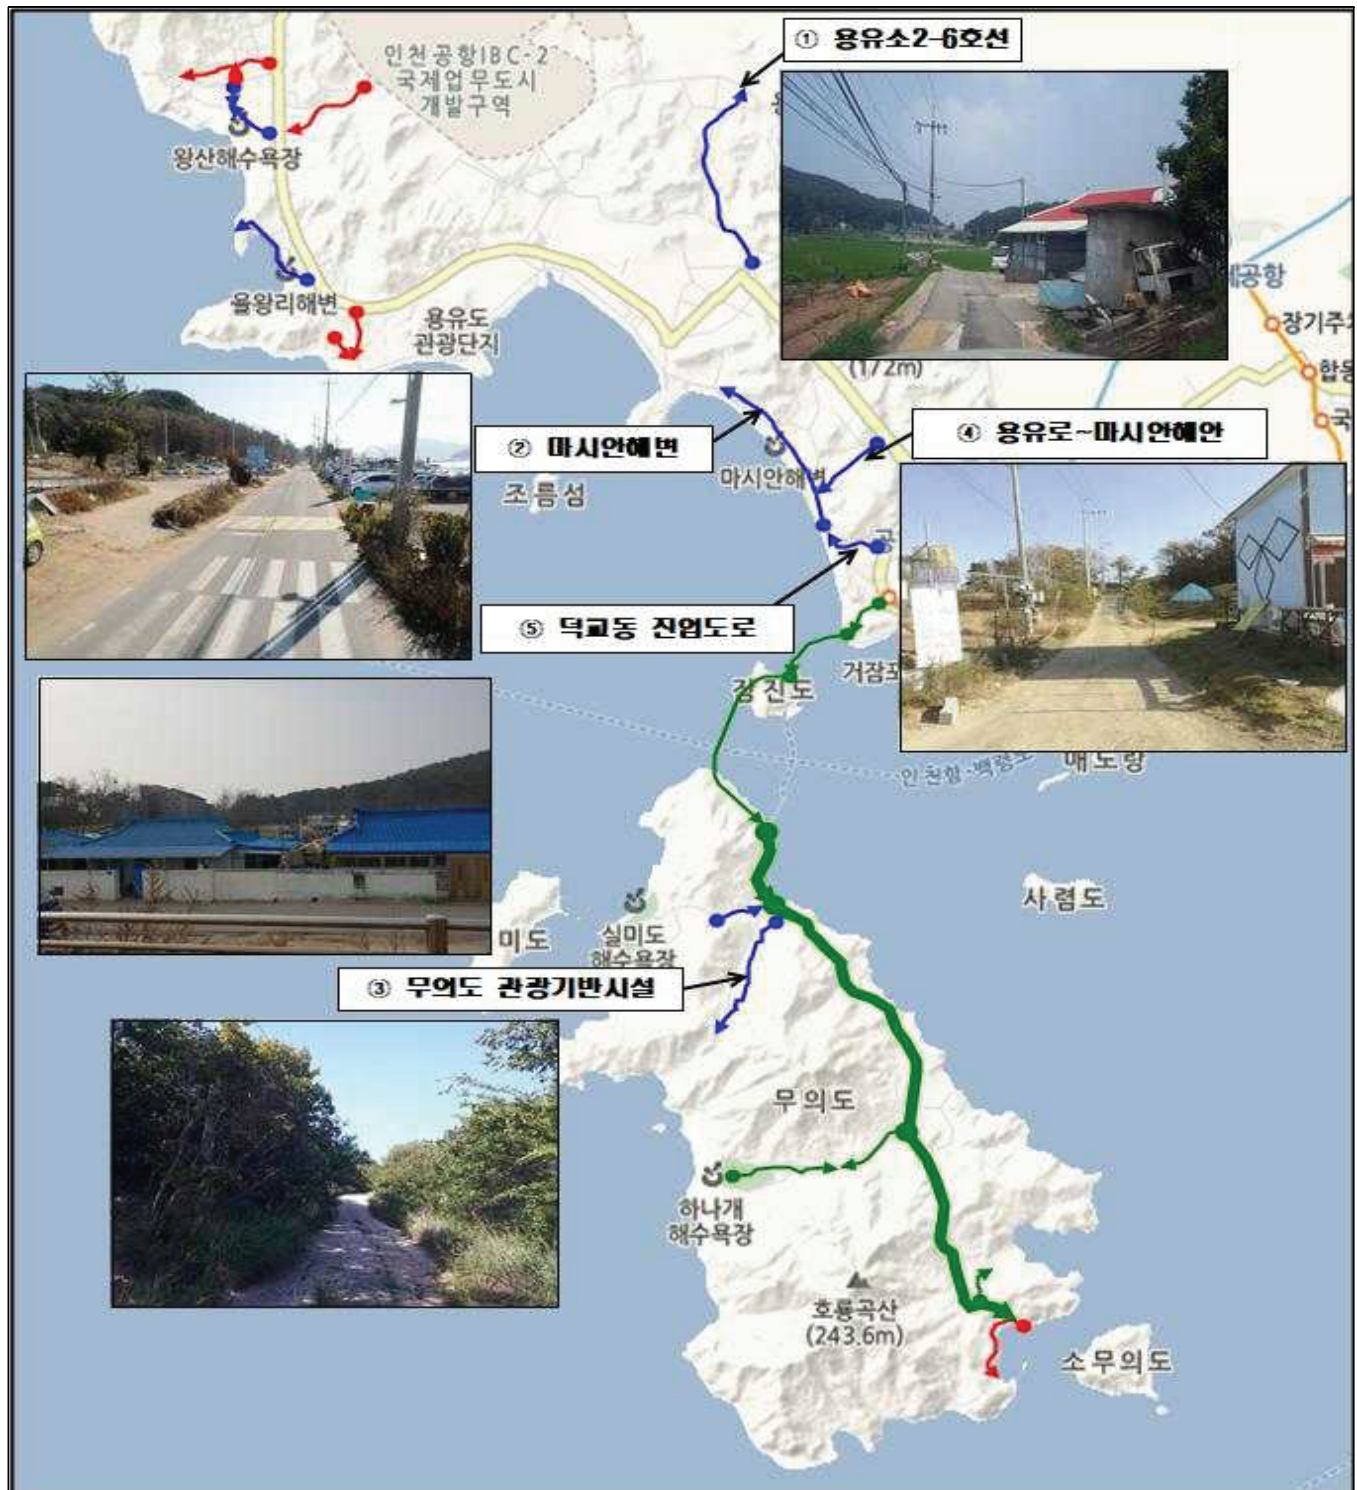 ① 용유소2-6호선
인천공항IBC-2
국제업무도시
개발구역
왕산해수욕장
을왕리해변
용유도
관광단지
(172m)
장기주차
② 마시안해변
④ 용유로~마시안해안
마시안해변
조름섬
⑤ 덕교동 진입도로
잠진도
거잠포
인천항-백령도
매도랑
사렴도
실미도
해수욕장
미도
③ 무의도 관광기반시설
무의도
하나개
해수욕장
호룡곡산
(243.6m)
소무의도